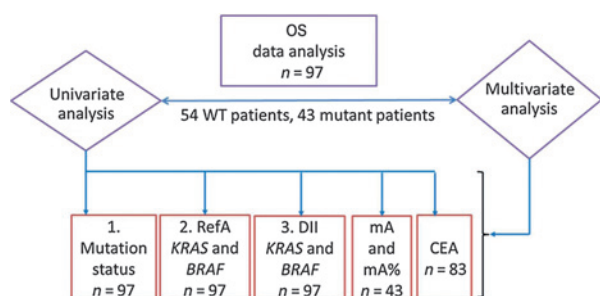 OS
data analysis
n = 97
Univariate
analysis
54 WT patients, 43 mutant patients
Multivariate
analysis
1.
Mutation
status
n = 97
2. RefA
KRAS and
BRAF
n = 97
3. DII
KRAS and
BRAF
n = 97
mA
and
mA%
n = 43
CEA
n = 83